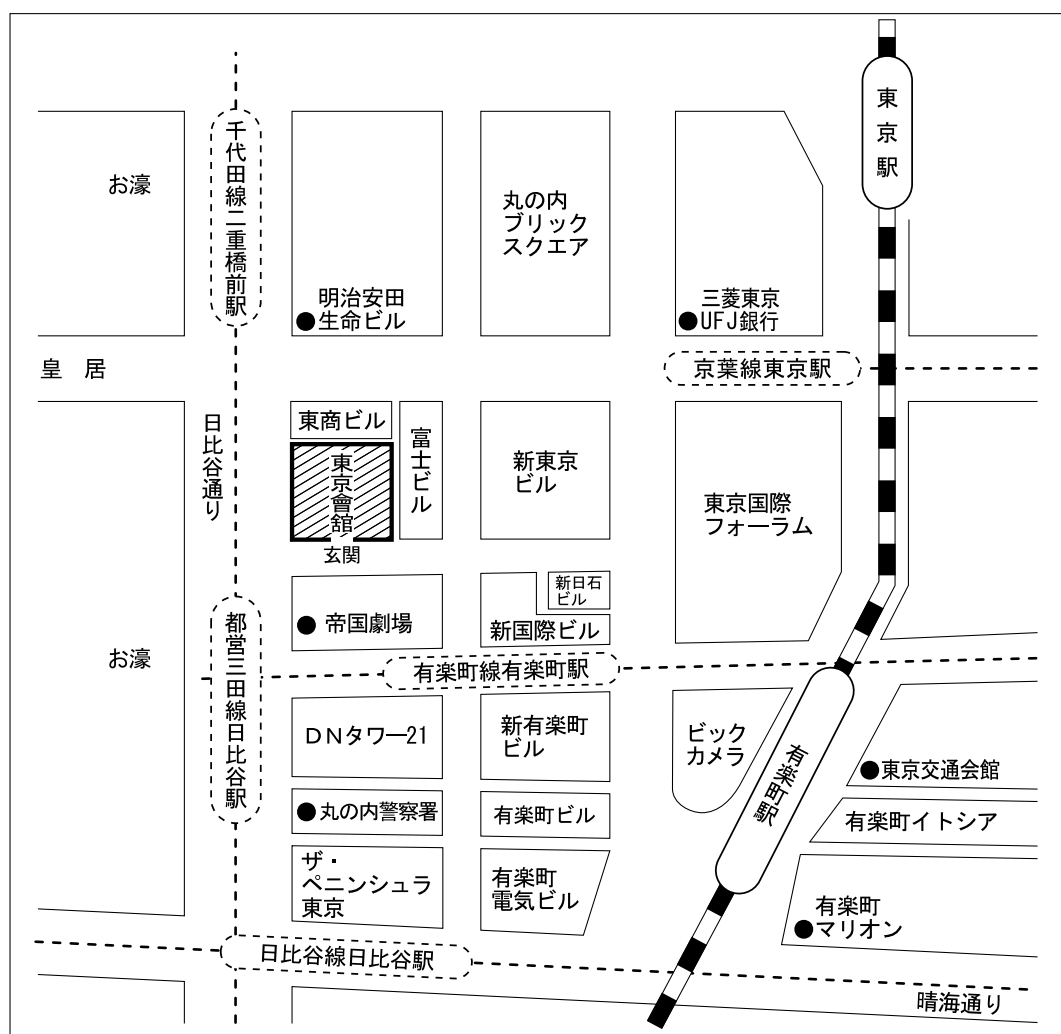 東京駅
千代田線二重橋前駅
お濠
丸の内
ブリック
スクエア
明治安田
生命ビル
三菱東京
UFJ銀行
皇 居
京葉線東京駅
日比谷通り
東商ビル
東京會舘
玄関
富士ビル
新東京
ビル
東京国際
フォーラム
新日石
ビル
帝国劇場
新国際ビル
都営三田線日比谷駅
お濠
有楽町線有楽町駅
DNタワー21
新有楽町
ビル
ビック
カメラ
有楽町駅
東京交通会館
丸の内警察署
有楽町ビル
有楽町イトシア
ザ・
ペニンシュラ
東京
有楽町
電気ビル
有楽町
マリオン
日比谷線日比谷駅
晴海通り